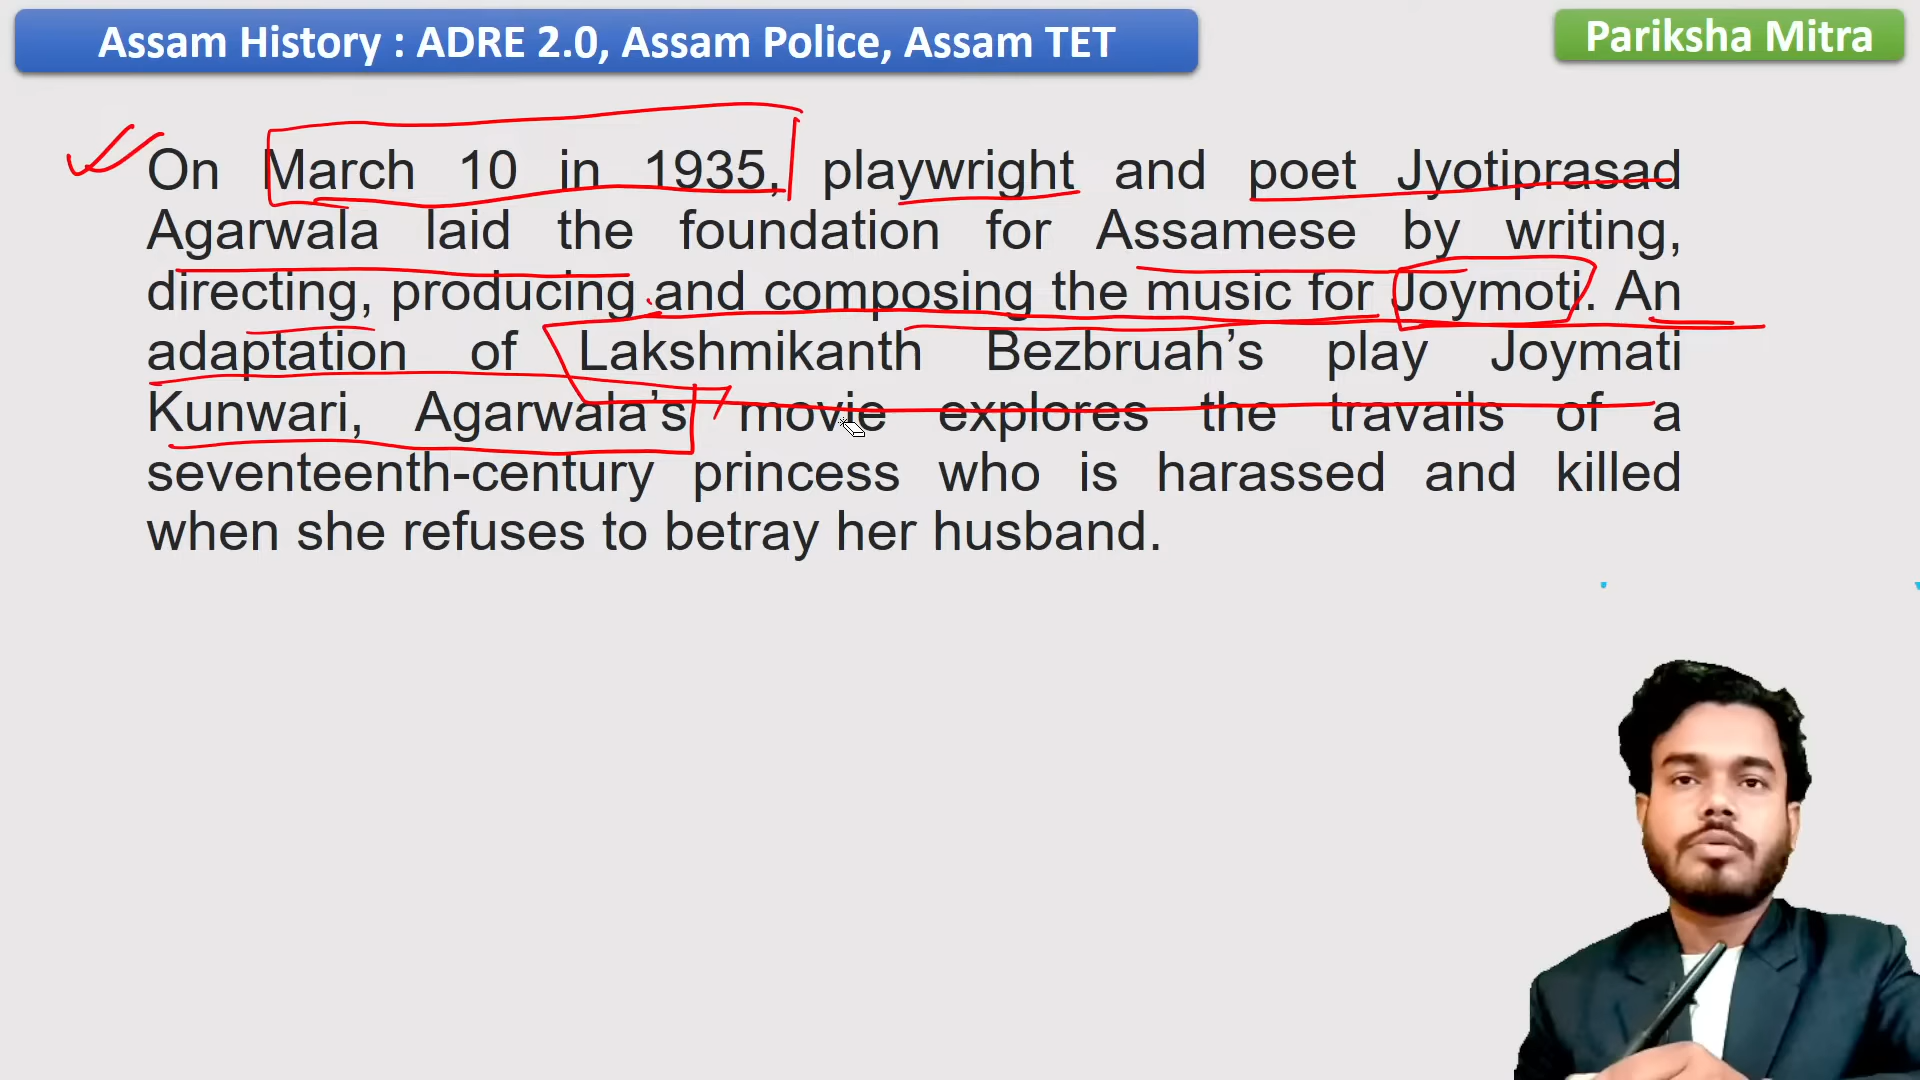 Assam History : ADRE 2.0, Assam Police, Assam TET
Pariksha Mitra
On March 10 in 1935, playwright and poet Jyotiprasad
Agarwala laid the foundation for Assamese by writing,
directing, producing and composing the music for Joymoti. An
adaptation of Lakshmikanth Bezbruah’s play Joymati
Kunwari, Agarwala’s movie explores the travails of a
seventeenth-century princess who is harassed and killed
when she refuses to betray her husband.